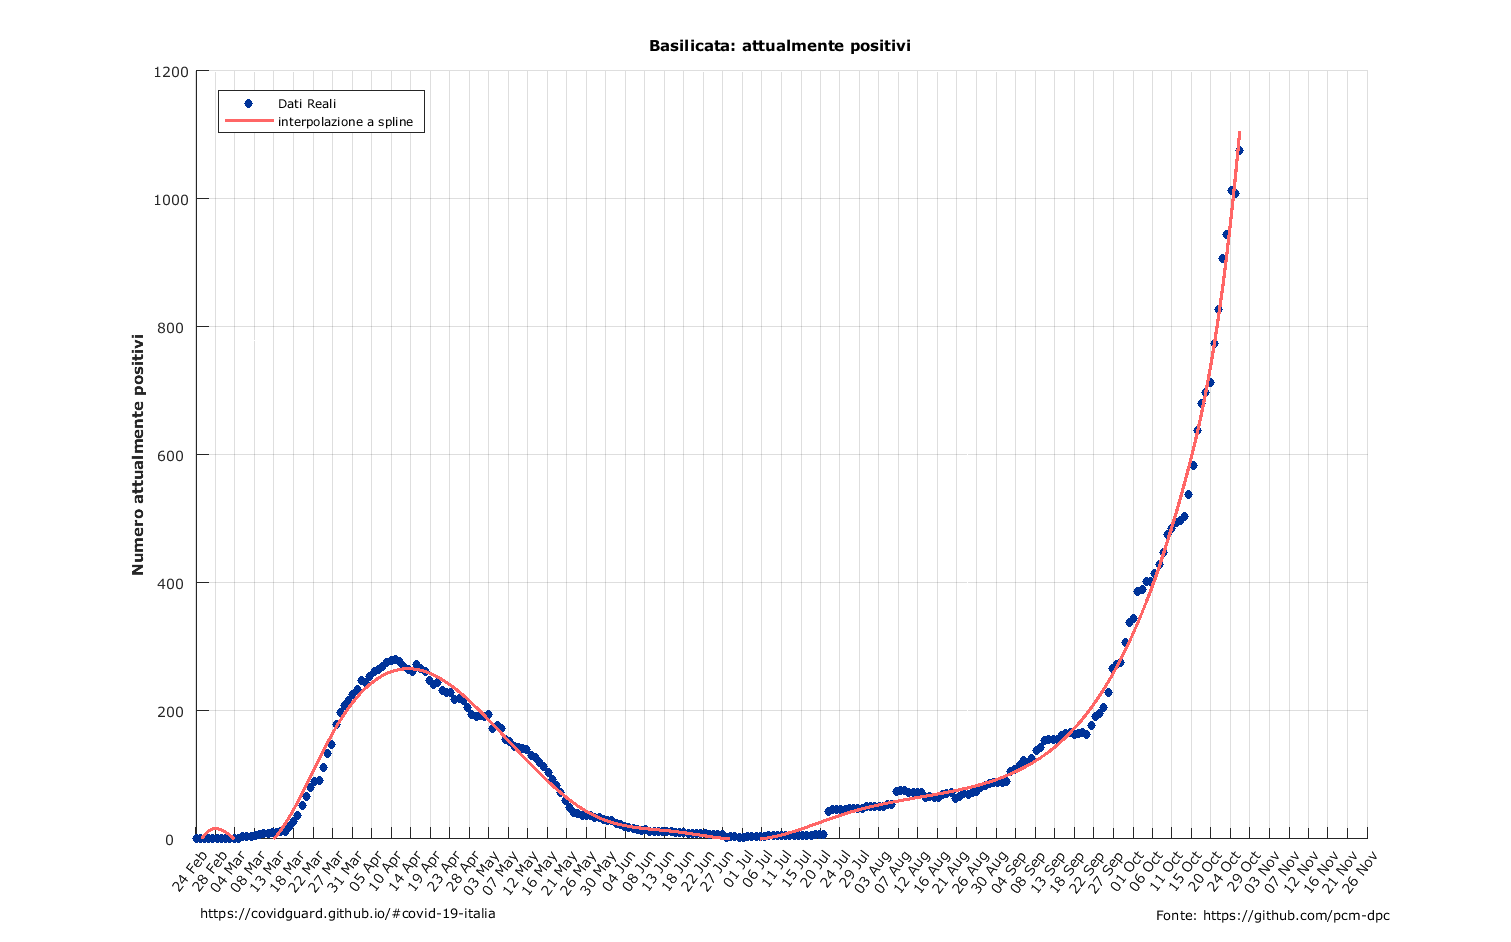 Basilicata: attualmente positivi
Dati Reali
interpolazione a spline
Numero attualmente positivi
1200
1000
800
600
400
200
0
24 Feb
28 Feb
04 Mar
08 Mar
13 Mar
18 Mar
22 Mar
27 Mar
31 Mar
05 Apr
10 Apr
14 Apr
19 Apr
23 Apr
28 Apr
03 May
07 May
12 May
16 May
21 May
26 May
30 May
04 Jun
08 Jun
13 Jun
18 Jun
22 Jun
27 Jun
01 Jul
06 Jul
11 Jul
15 Jul
20 Jul
24 Jul
29 Jul
03 Aug
07 Aug
12 Aug
16 Aug
21 Aug
26 Aug
30 Aug
04 Sep
08 Sep
13 Sep
18 Sep
22 Sep
27 Sep
01 Oct
06 Oct
11 Oct
15 Oct
20 Oct
24 Oct
29 Oct
03 Nov
07 Nov
12 Nov
16 Nov
21 Nov
26 Nov
https://covidguard.github.io/#covid-19-italia
Fonte: https://github.com/pcm-dpc